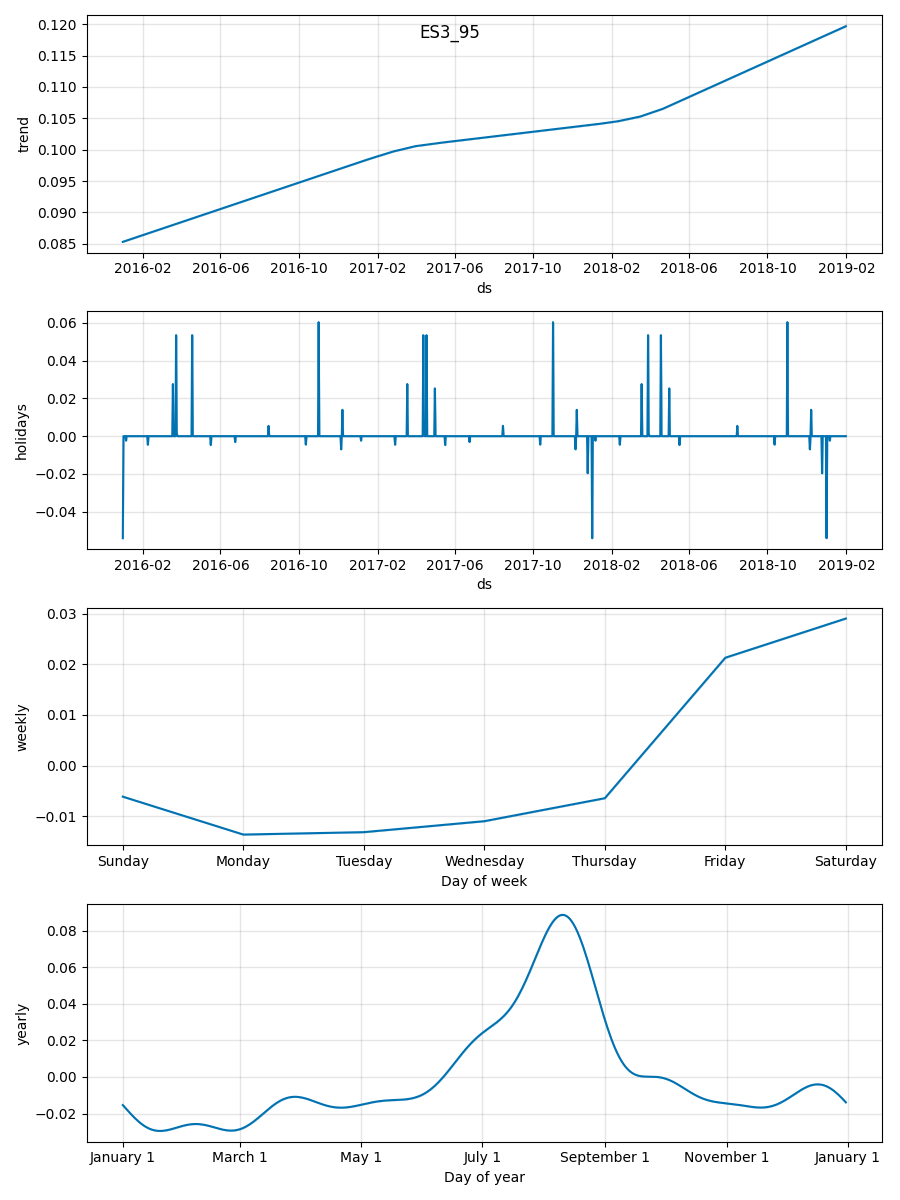 ES3_95
0.120
0.115
0.110
0.105
0.100
0.095
0.090
0.085
trend
2016-02 2016-06 2016-10 2017-02 2017-06 2017-10 2018-02 2018-06 2018-10 2019-02
ds
0.06
0.04
0.02
0.00
−0.02
−0.04
holidays
2016-02 2016-06 2016-10 2017-02 2017-06 2017-10 2018-02 2018-06 2018-10 2019-02
ds
0.03
0.02
0.01
0.00
−0.01
weekly
Sunday Monday Tuesday Wednesday Thursday Friday Saturday
Day of week
0.08
0.06
0.04
0.02
0.00
−0.02
yearly
January 1 March 1 May 1 July 1 September 1 November 1 January 1
Day of year